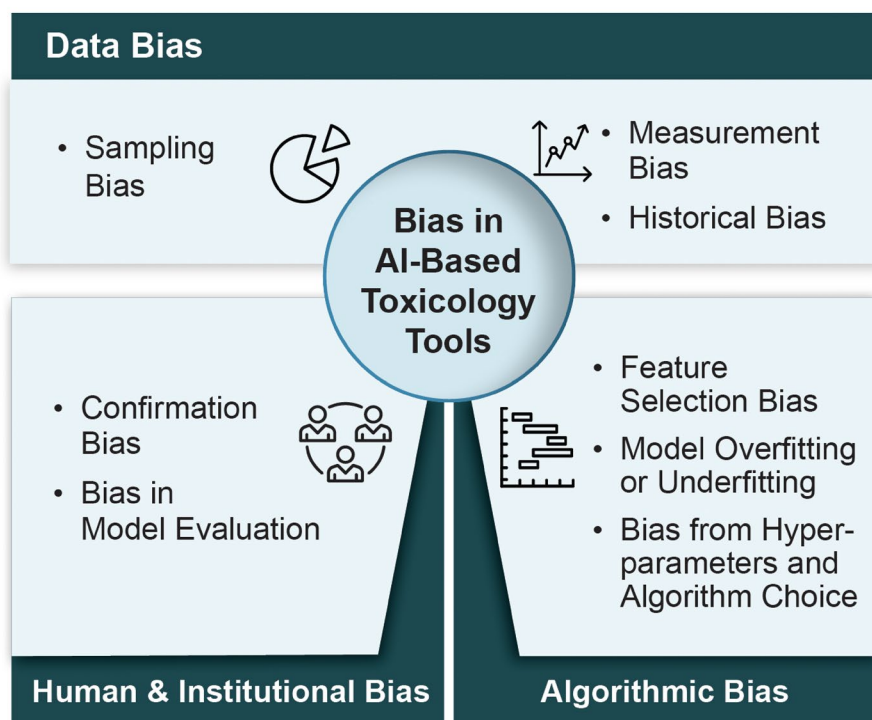 Data Bias
• Sampling
Bias
• Measurement
Bias
• Historical Bias
Bias in
AI-Based
Toxicology
Tools
• Confirmation
Bias
• Bias in
Model Evaluation
• Feature
Selection Bias
• Model Overfitting
or Underfitting
• Bias from Hyper-
parameters and
Algorithm Choice
Human & Institutional Bias
Algorithmic Bias